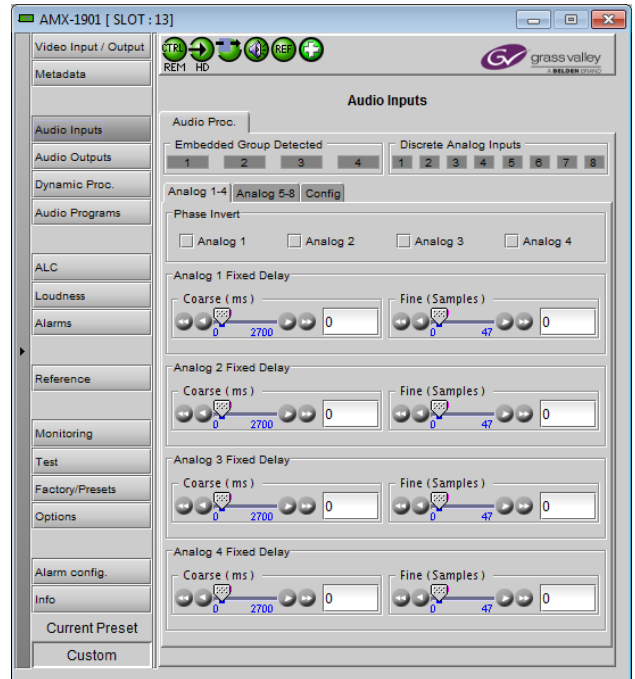 AMX-1901 [ SLOT : 13]
Video Input / Output
Metadata
Audio Inputs
Audio Outputs
Dynamic Proc.
Audio Programs
ALC
Loudness
Alarms
Reference
Monitoring
Test
Factory/Presets
Options
Alarm config.
Info
Current Preset
Custom
CTRL REF
REM HD
GV grass valley
A BELDEN BRAND
Audio Inputs
Audio Proc.
Embedded Group Detected
1 2 3 4
Discrete Analog Inputs
1 2 3 4 5 6 7 8
Analog 1-4 Analog 5-8 Config
Phase Invert
Analog 1 Analog 2 Analog 3 Analog 4
Analog 1 Fixed Delay
Coarse ( ms ) Fine ( Samples )
0 2700 0 0 47 0
Analog 2 Fixed Delay
Coarse ( ms ) Fine ( Samples )
0 2700 0 0 47 0
Analog 3 Fixed Delay
Coarse ( ms ) Fine ( Samples )
0 2700 0 0 47 0
Analog 4 Fixed Delay
Coarse ( ms ) Fine ( Samples )
0 2700 0 0 47 0